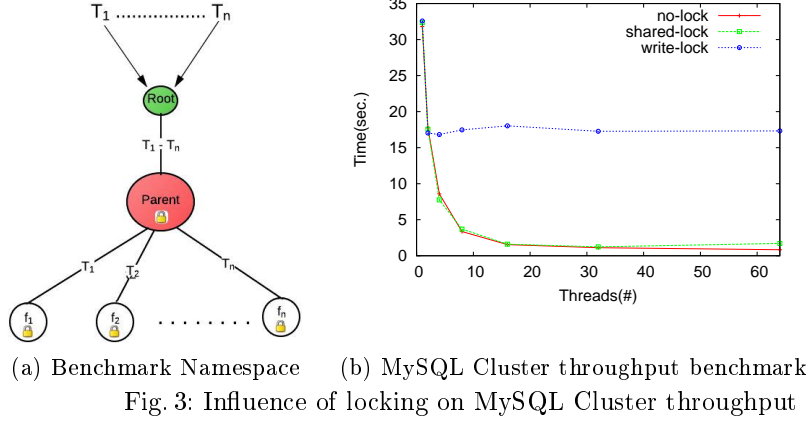 T1 ............... Tn
Root
T1 - Tn
Parent
T1
T2
Tn
f1
f2
. . . . . . . .
fn
Time(sec.)
35
30
25
20
15
10
5
0
0 10 20 30 40 50 60
Threads(#)
no-lock
shared-lock
write-lock
(a) Benchmark Namespace
(b) MySQL Cluster throughput benchmark
Fig. 3: Influence of locking on MySQL Cluster throughput